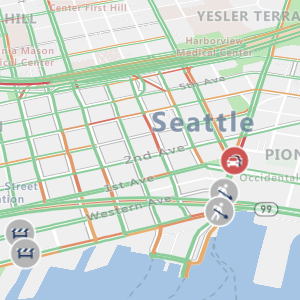 Center First Hill
HILL
YESLER TERRA
nia Mason
ical Center
Harborview
Medical Center
5th Ave
Seattle
2nd Ave
PION
1st Ave
Occidental
Street
ation
Western Ave
99